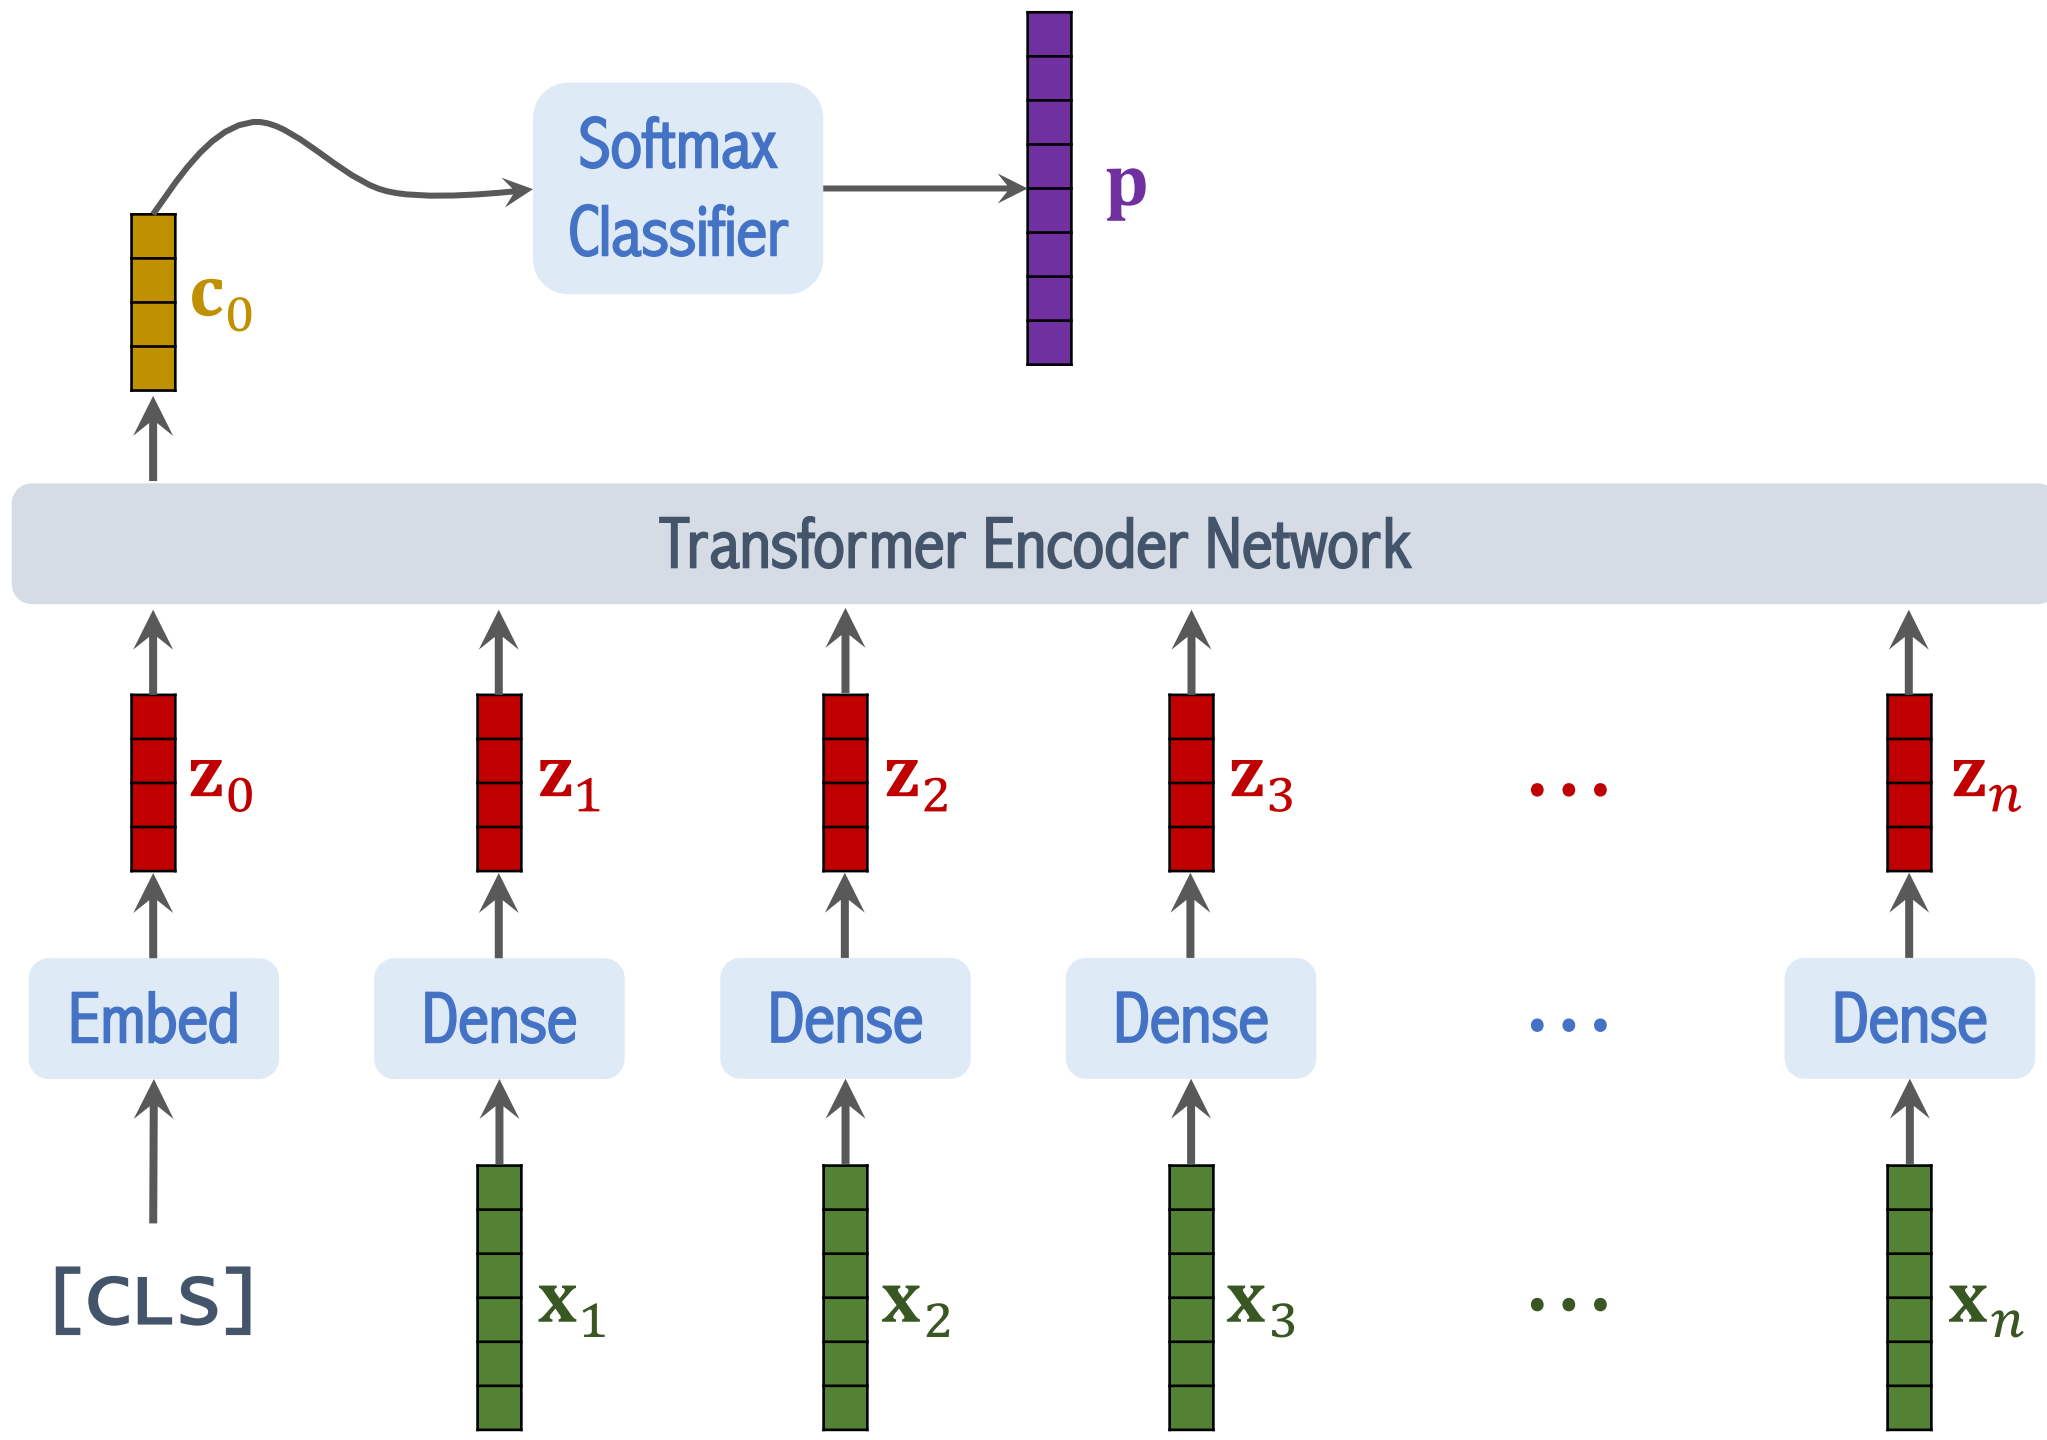 Softmax
Classifier
p
c₀
Transformer Encoder Network
z₀ z₁ z₂ z₃ ... zₙ
Embed Dense Dense Dense ... Dense
[CLS] x₁ x₂ x₃ ... xₙ